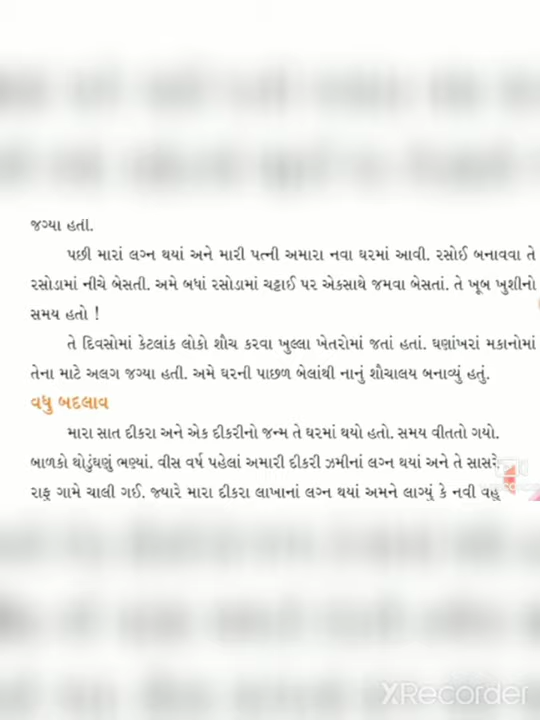 જગ્યા હતી.
પછી મારાં લગ્ન થયાં અને મારી પત્ની અમારા નવા ઘરમાં આવી. રસોઈ બનાવવા તે
રસોડામાં નીચે બેસતી. અમે બધાં રસોડામાં ચટ્ટાઈ પર એકસાથે જમવા બેસતાં. તે ખૂબ ખુશીનો
સમય હતો !
તે દિવસોમાં કેટલાંક લોકો શૌચ કરવા ખુલ્લા ખેતરોમાં જતાં હતાં. ઘણાંખરાં મકાનોમાં
તેના માટે અલગ જગ્યા હતી. અમે ઘરની પાછળ બેલાંથી નાનું શૌચાલય બનાવ્યું હતું.
વધુ બદલાવ
મારા સાત દીકરા અને એક દીકરીનો જન્મ તે ઘરમાં થયો હતો. સમય વીતતો ગયો.
બાળકો થોડુંઘણું ભણ્યાં. વીસ વર્ષ પહેલાં અમારી દીકરી ઝમીનાં લગ્ન થયાં અને તે સાસરે
રાફૂ ગામે ચાલી ગઈ. જ્યારે મારા દીકરા લાખાનાં લગ્ન થયાં અમને લાગ્યું કે નવી વહુ
XRecorder